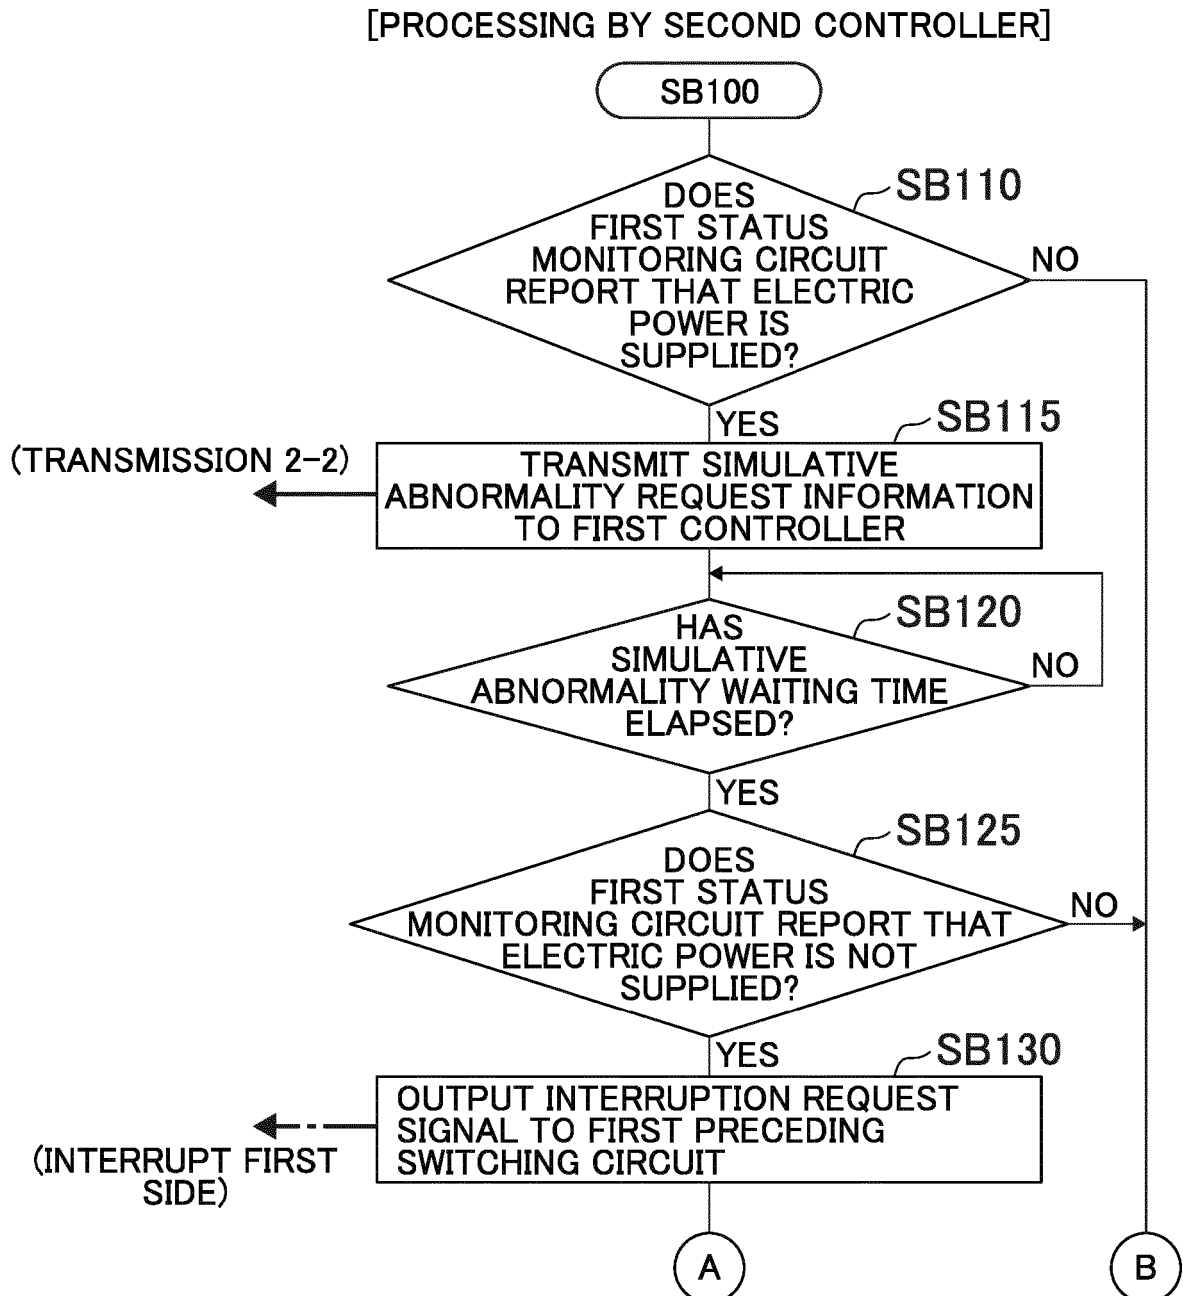 [PROCESSING BY SECOND CONTROLLER]
SB100
SB110
DOES
FIRST STATUS
MONITORING CIRCUIT
REPORT THAT ELECTRIC
POWER IS
SUPPLIED?
NO
YES
SB115
(TRANSMISSION 2-2)
TRANSMIT SIMULATIVE
ABNORMALITY REQUEST INFORMATION
TO FIRST CONTROLLER
SB120
HAS
SIMULATIVE
ABNORMALITY WAITING TIME
ELAPSED?
NO
YES
SB125
DOES
FIRST STATUS
MONITORING CIRCUIT REPORT THAT
ELECTRIC POWER IS NOT
SUPPLIED?
NO
YES
SB130
OUTPUT INTERRUPTION REQUEST
SIGNAL TO FIRST PRECEDING
SWITCHING CIRCUIT
(INTERRUPT FIRST
SIDE)
A
B